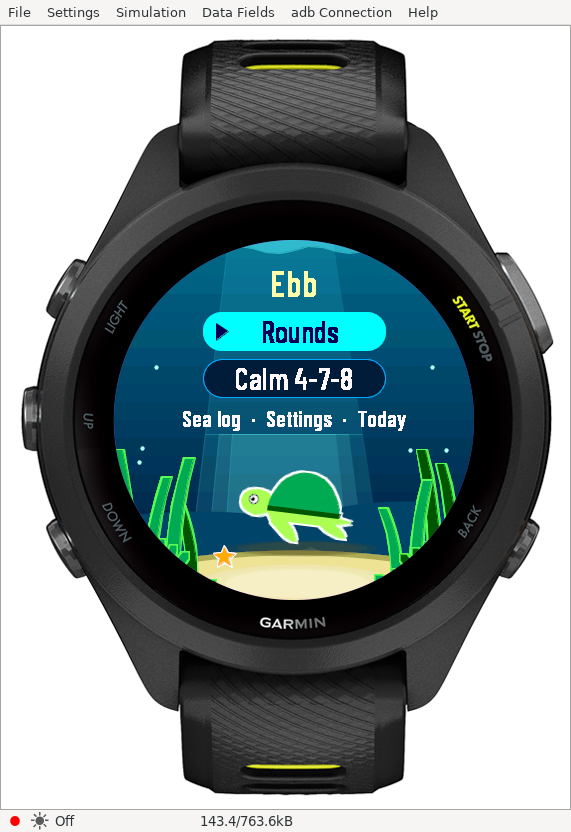 File Settings Simulation Data Fields adb Connection Help
LIGHT
START STOP
UP
DOWN
BACK
Ebb
Rounds
Calm 4-7-8
Sea log · Settings · Today
GARMIN
Off 143.4/763.6kB